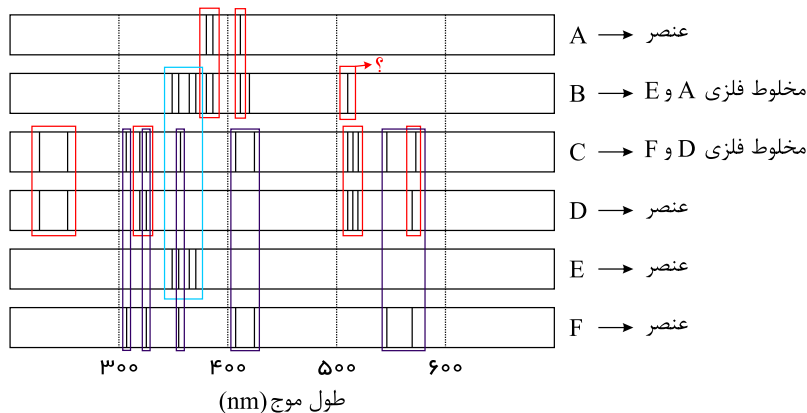 A → عنصر
؟
B → مخلوط فلزی A و E
C → مخلوط فلزی D و F
D → عنصر
E → عنصر
F → عنصر
۳۰۰ ۴۰۰ ۵۰۰ ۶۰۰
طول موج (nm)